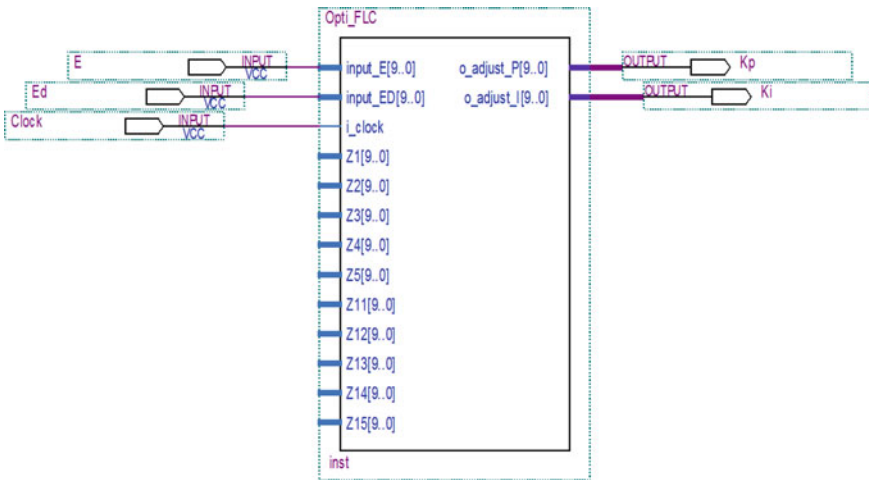 Opti_FLC
E INPUT VCC
Ed INPUT VCC
Clock INPUT VCC
input_E[9..0] o_adjust_P[9..0] OUTPUT Kp
input_ED[9..0] o_adjust_I[9..0] OUTPUT Ki
i_clock
Z1[9..0]
Z2[9..0]
Z3[9..0]
Z4[9..0]
Z5[9..0]
Z11[9..0]
Z12[9..0]
Z13[9..0]
Z14[9..0]
Z15[9..0]
inst